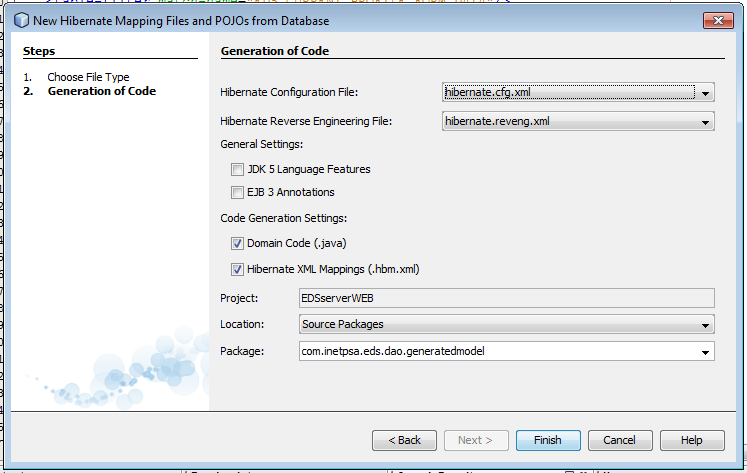 New Hibernate Mapping Files and POJOs from Database
Steps
1. Choose File Type
2. Generation of Code
Generation of Code
Hibernate Configuration File: hibernate.cfg.xml
Hibernate Reverse Engineering File: hibernate.reveng.xml
General Settings:
JDK 5 Language Features
EJB 3 Annotations
Code Generation Settings:
Domain Code (.java)
Hibernate XML Mappings (.hbm.xml)
Project: EDSserverWEB
Location: Source Packages
Package: com.inetpsa.eds.dao.generatedmodel
< Back Next > Finish Cancel Help